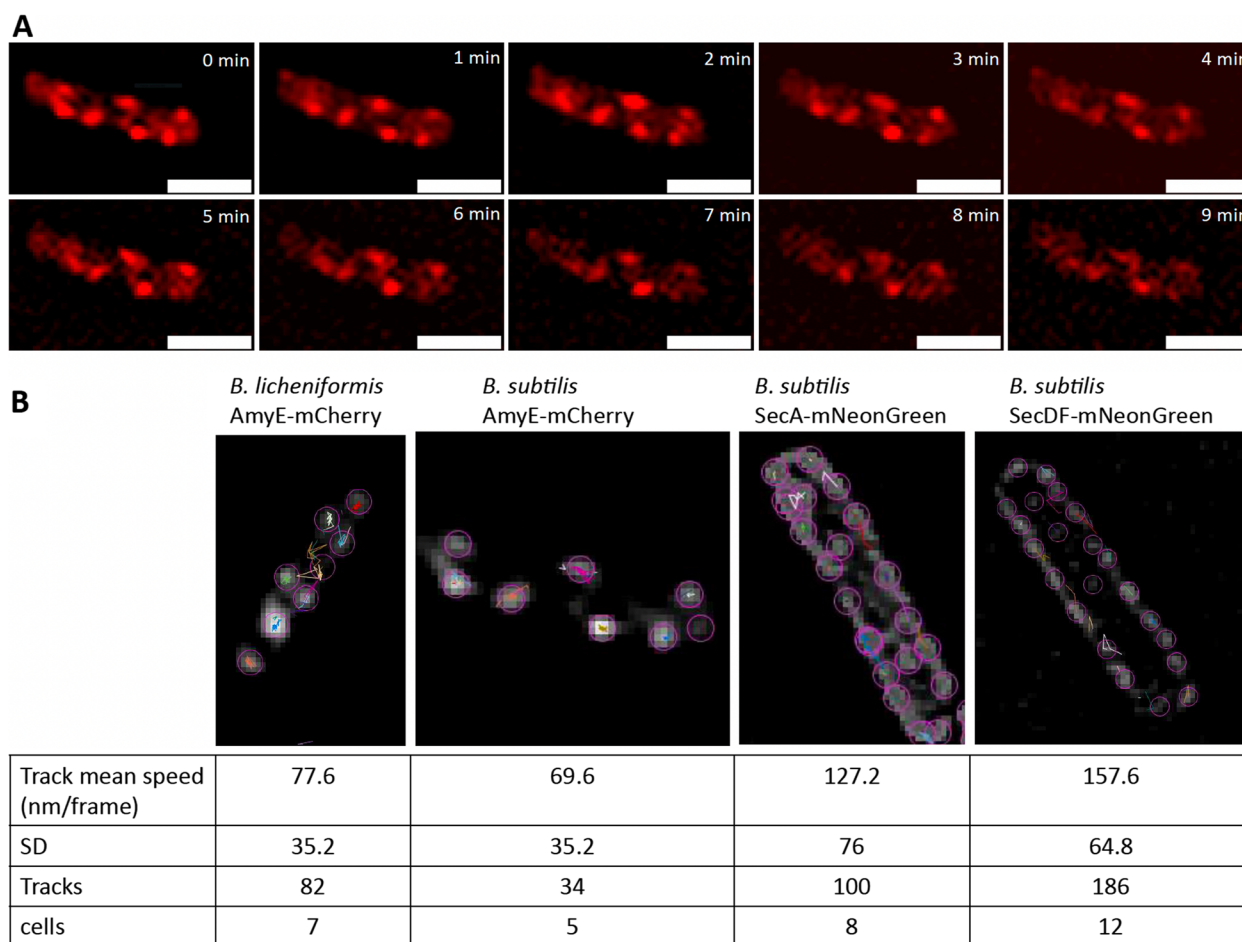 A
0 min
1 min
2 min
3 min
4 min
5 min
6 min
7 min
8 min
9 min
B
B. licheniformis
AmyE-mCherry
B. subtilis
AmyE-mCherry
B. subtilis
SecA-mNeonGreen
B. subtilis
SecDF-mNeonGreen
Track mean speed
(nm/frame)
77.6
69.6
127.2
157.6
SD
35.2
35.2
76
64.8
Tracks
82
34
100
186
cells
7
5
8
12